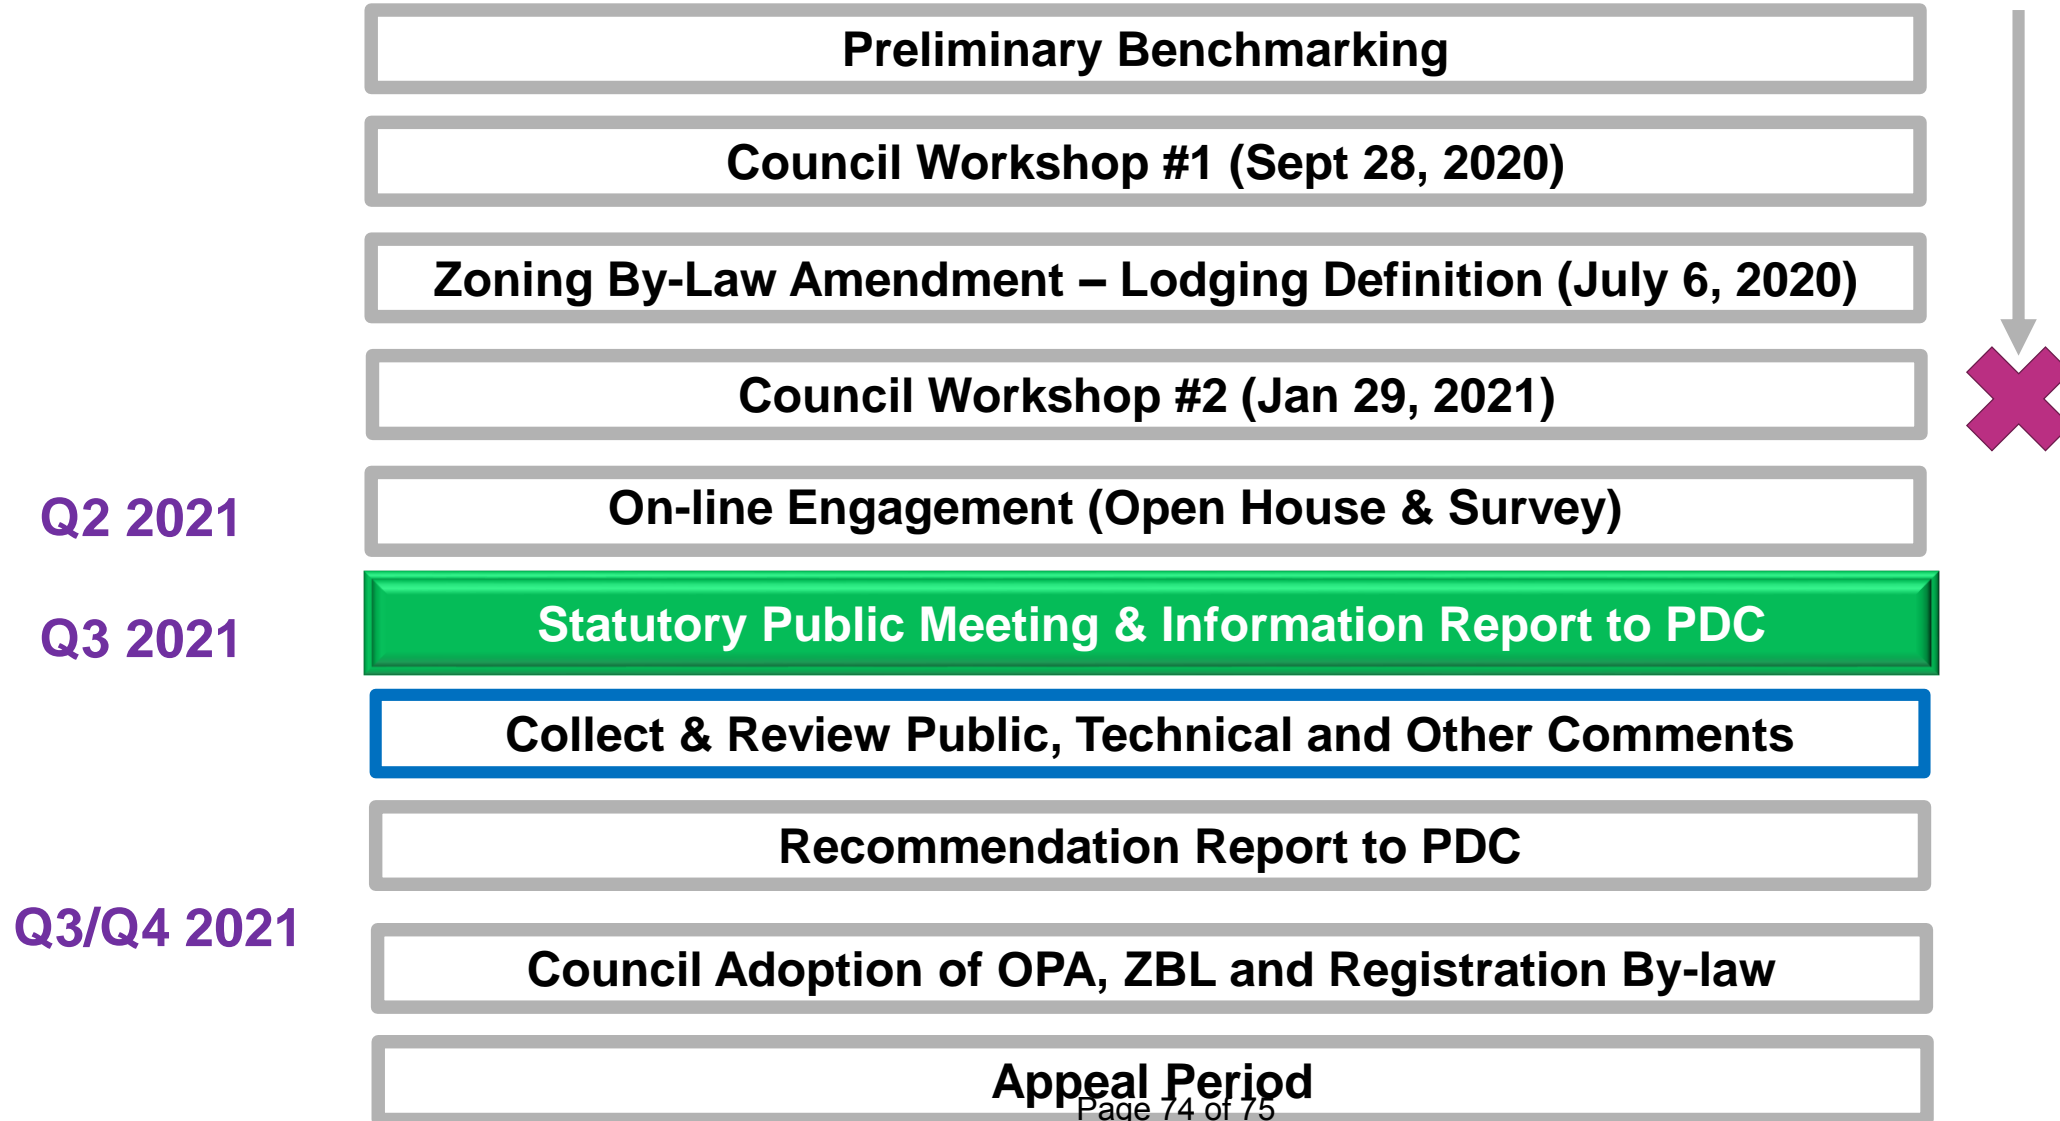 Preliminary Benchmarking
Council Workshop #1 (Sept 28, 2020)
Zoning By-Law Amendment – Lodging Definition (July 6, 2020)
Council Workshop #2 (Jan 29, 2021)
Q2 2021
On-line Engagement (Open House & Survey)
Q3 2021
Statutory Public Meeting & Information Report to PDC
Collect & Review Public, Technical and Other Comments
Recommendation Report to PDC
Q3/Q4 2021
Council Adoption of OPA, ZBL and Registration By-law
Appeal Period
Page 74 of 75